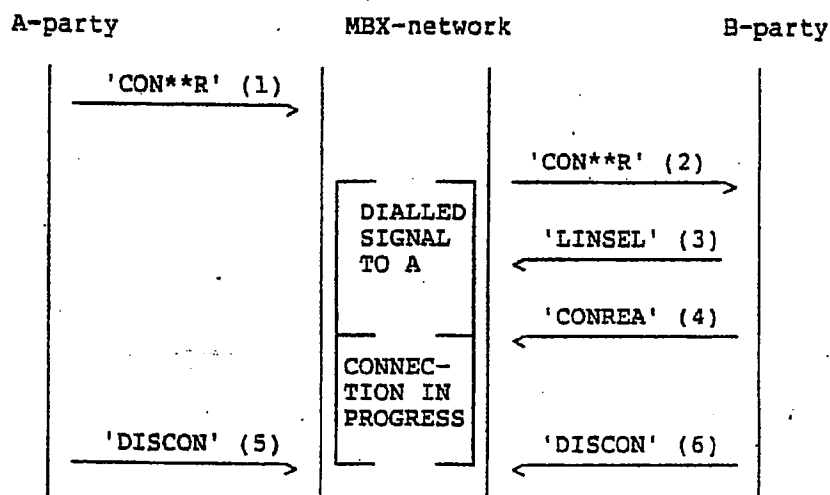 A-party MBX-network B-party
'CON**R' (1)
'CON**R' (2)
DIALLED
SIGNAL
TO A
'LINSEL' (3)
'CONREA' (4)
CONNEC-
TION IN
PROGRESS
'DISCON' (5) 'DISCON' (6)